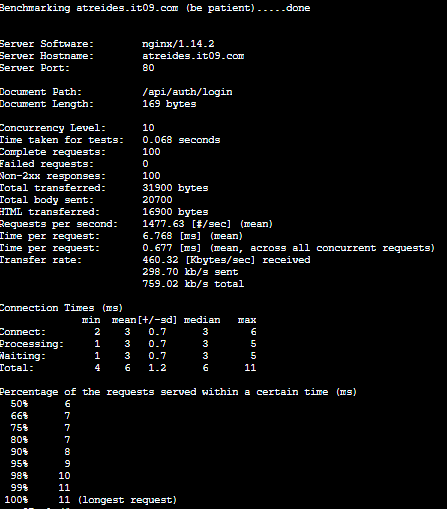 Benchmarking atreides.it09.com (be patient).....done
Server Software: nginx/1.14.2
Server Hostname: atreides.it09.com
Server Port: 80
Document Path: /api/auth/login
Document Length: 169 bytes
Concurrency Level: 10
Time taken for tests: 0.068 seconds
Complete requests: 100
Failed requests: 0
Non-2xx responses: 100
Total transferred: 31900 bytes
Total body sent: 20700
HTML transferred: 16900 bytes
Requests per second: 1477.63 [#/sec] (mean)
Time per request: 6.768 [ms] (mean)
Time per request: 0.677 [ms] (mean, across all concurrent requests)
Transfer rate: 460.32 [Kbytes/sec] received
298.70 kb/s sent
759.02 kb/s total
Connection Times (ms)
min mean[+/-sd] median max
Connect: 2 3 0.7 3 6
Processing: 1 3 0.7 3 5
Waiting: 1 3 0.7 3 5
Total: 4 6 1.2 6 11
Percentage of the requests served within a certain time (ms)
50% 6
66% 7
75% 7
80% 7
90% 8
95% 9
98% 10
99% 11
100% 11 (longest request)